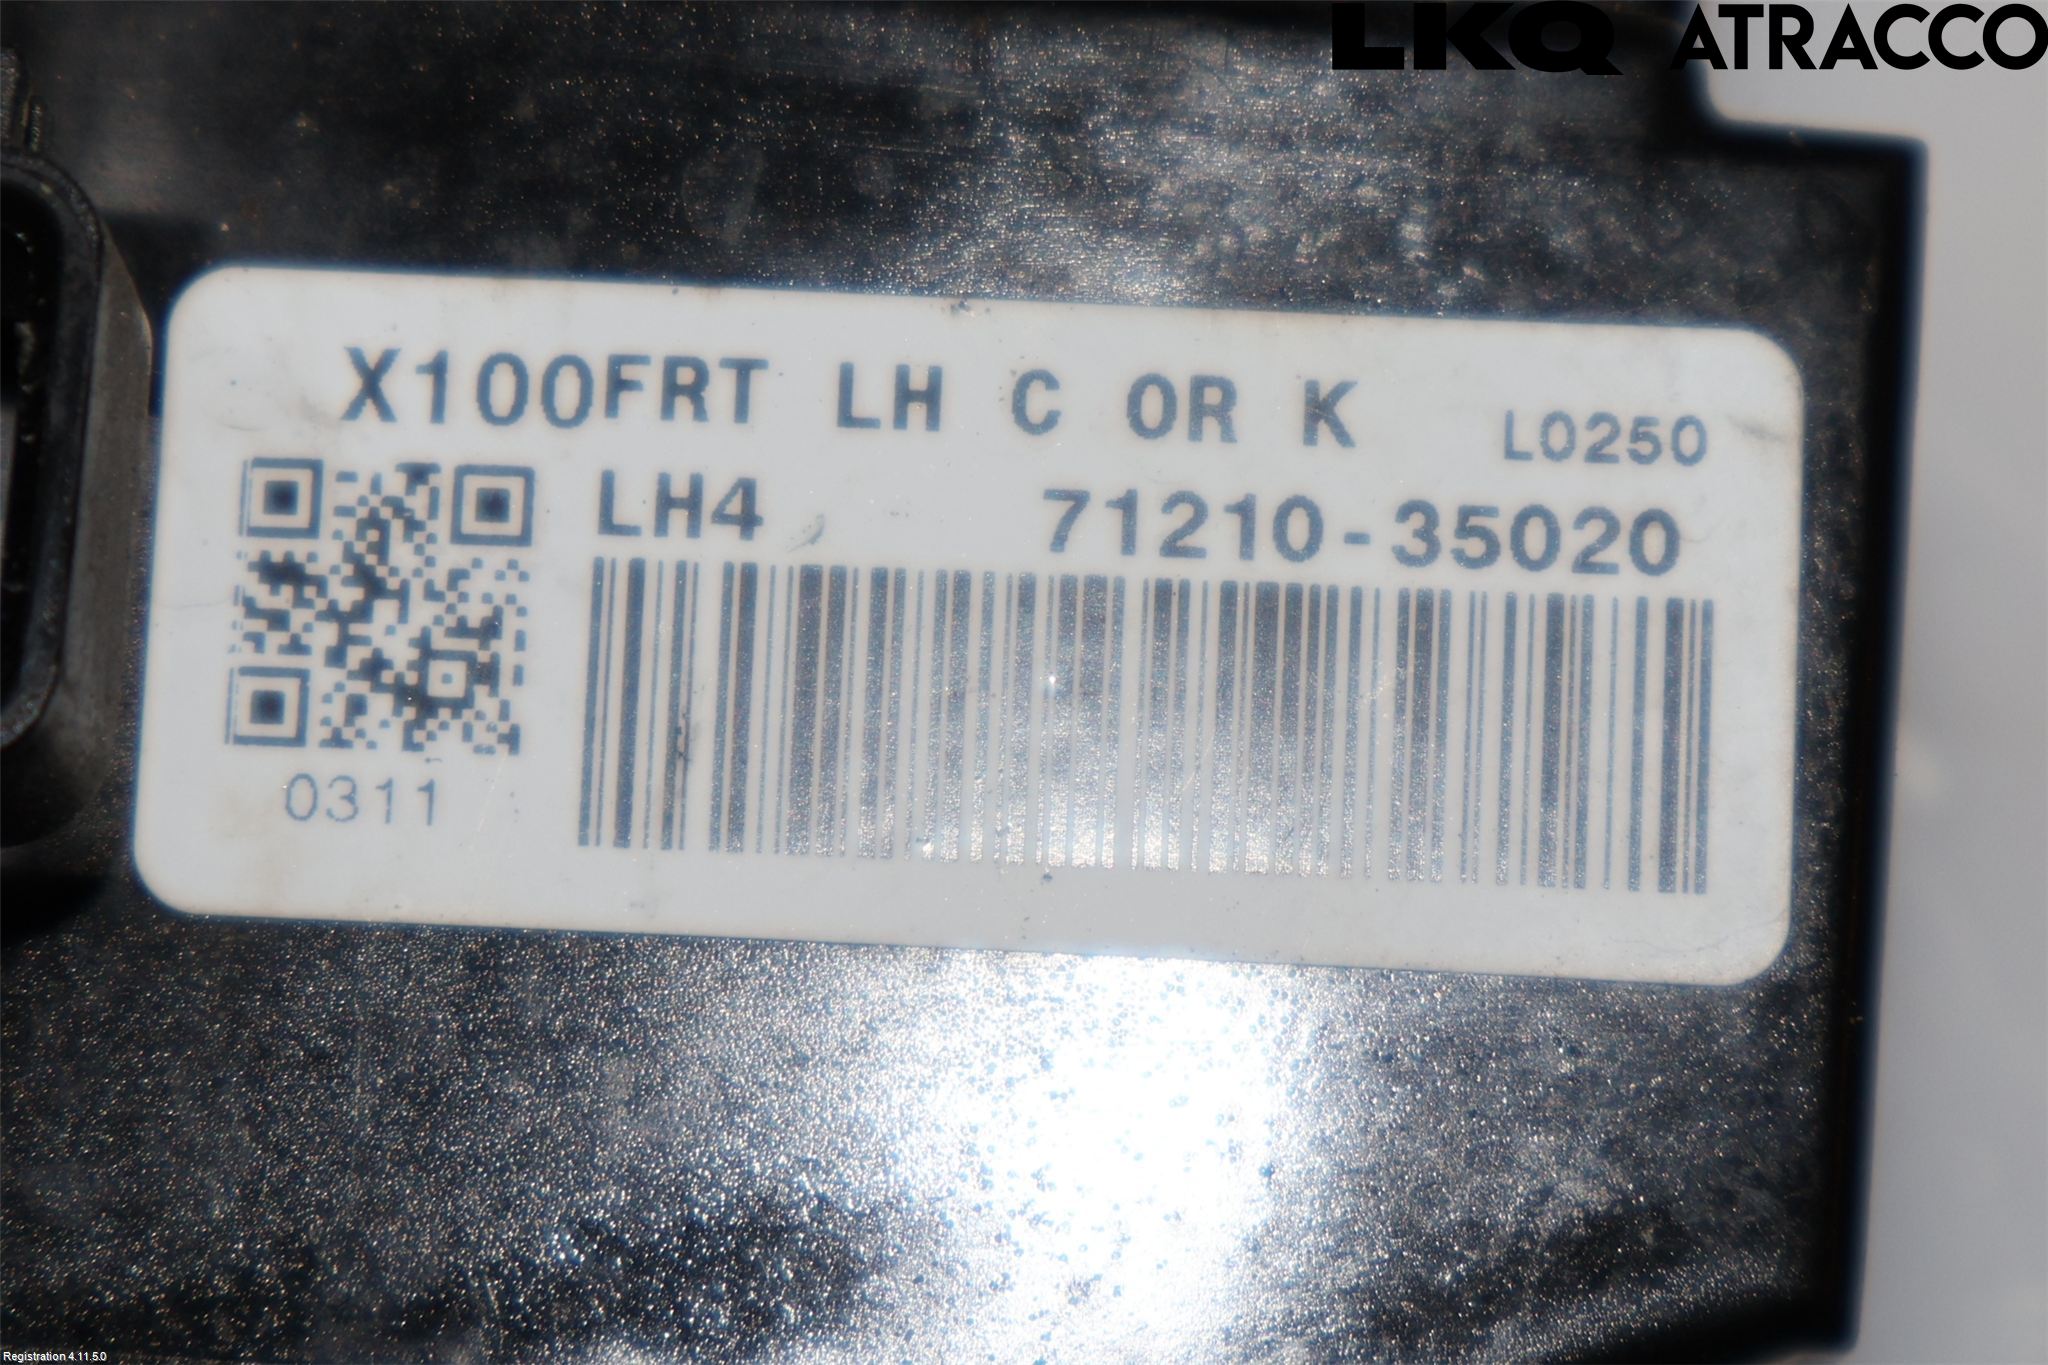 LKQ ATRACCO
X100FRT LH C OR K L0250
LH4 71210-35020
0311
Registration 4.11.5.0